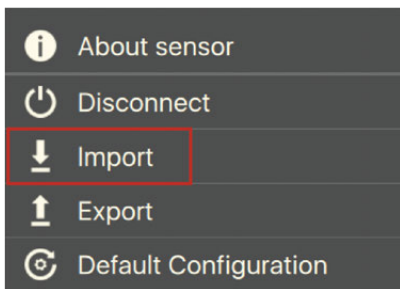 About sensor
Disconnect
Import
Export
Default Configuration